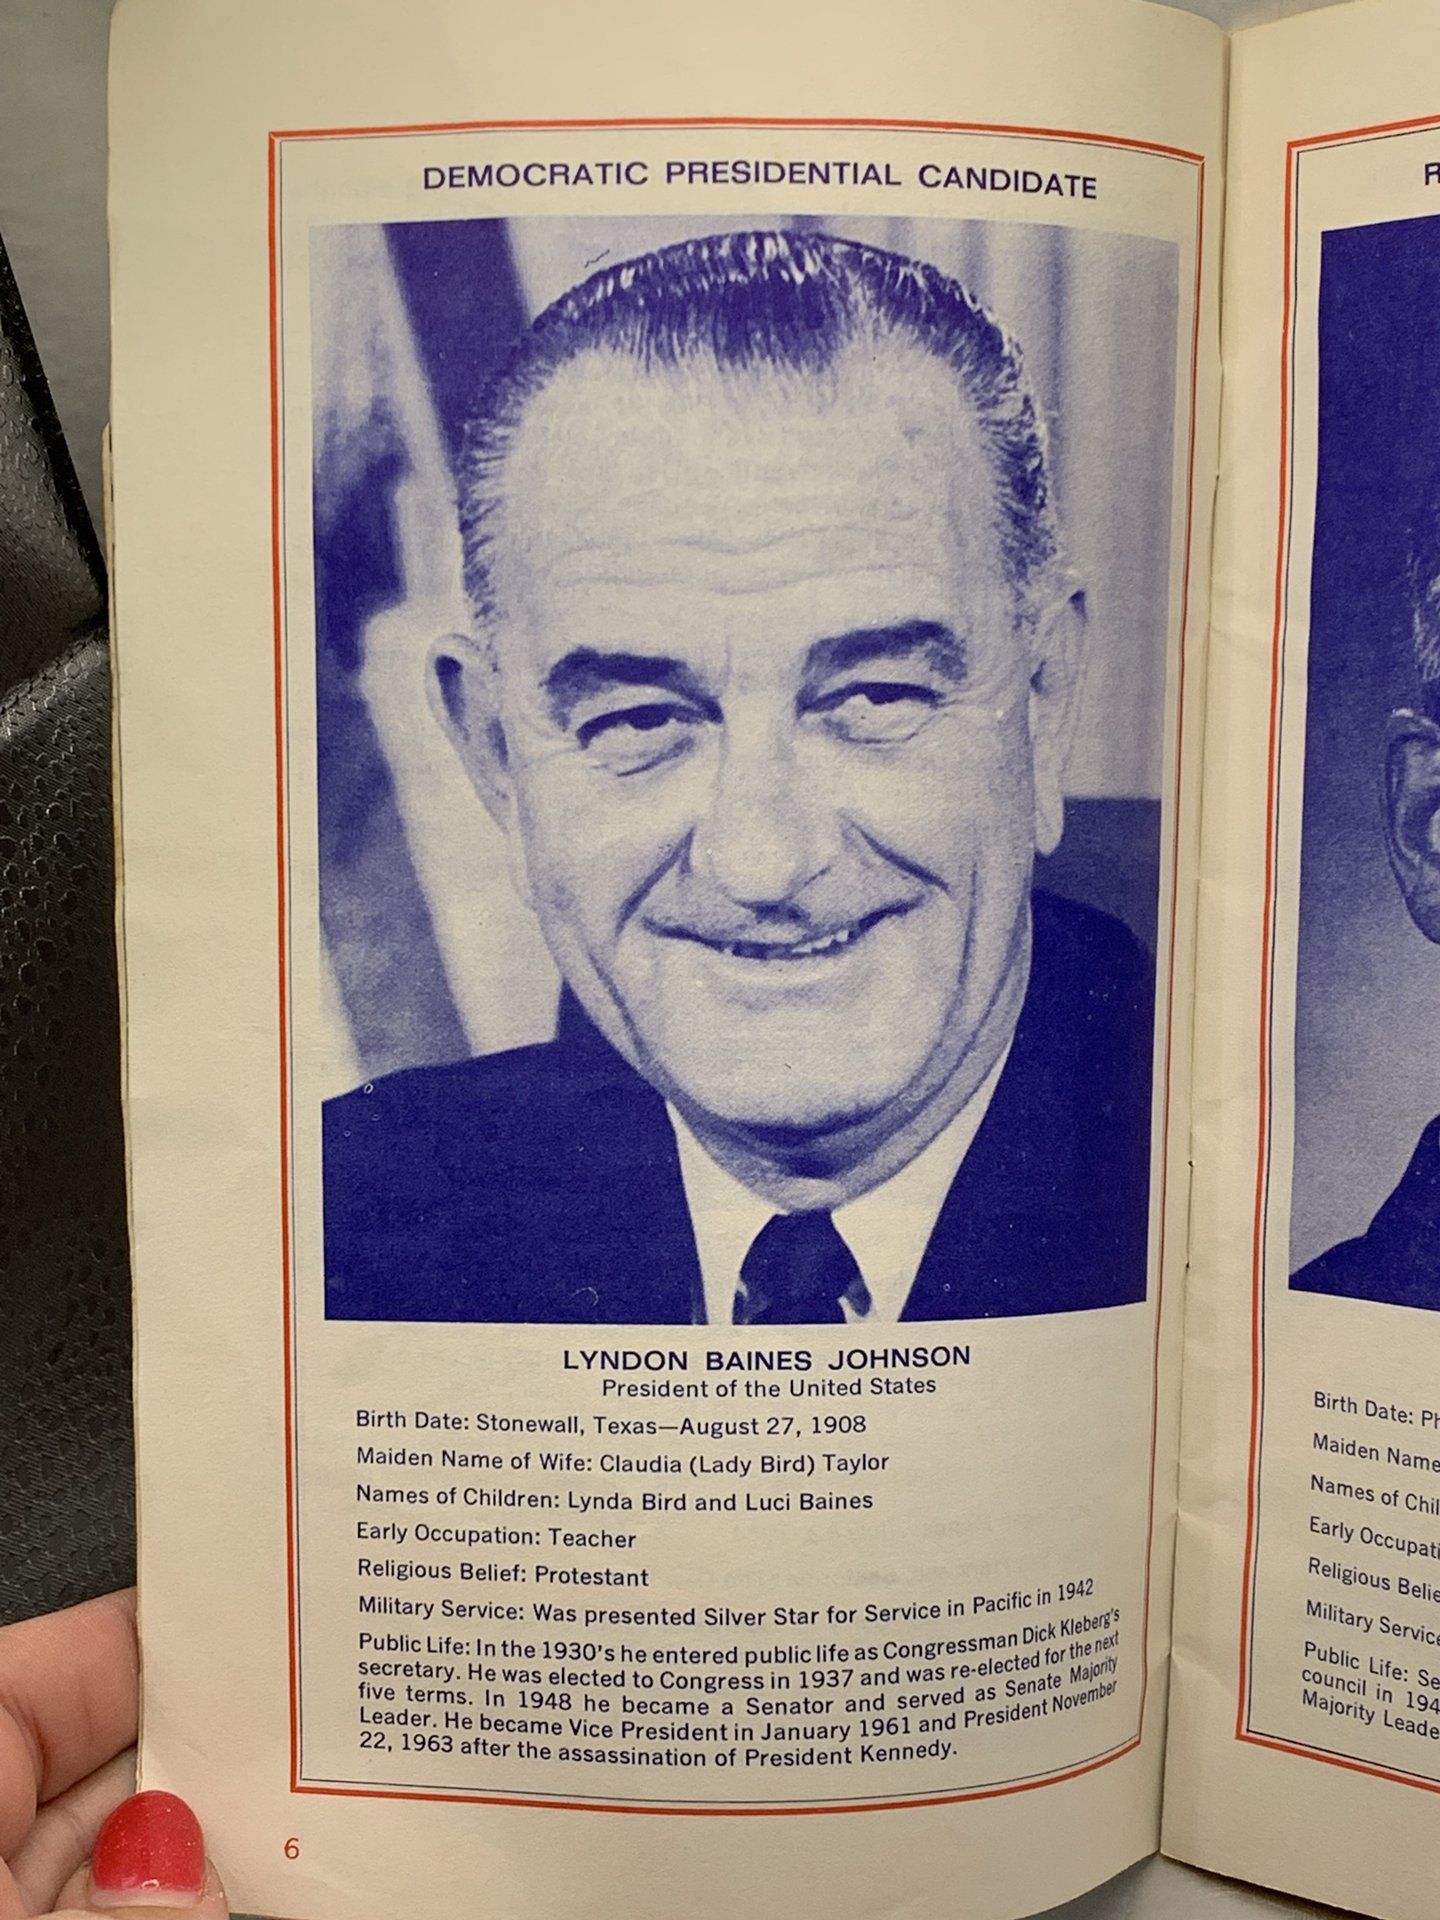 DEMOCRATIC PRESIDENTIAL CANDIDATE
LYNDON BAINES JOHNSON
President of the United States
Birth Date: Stonewall, Texas—August 27, 1908
Maiden Name of Wife: Claudia (Lady Bird) Taylor
Names of Children: Lynda Bird and Luci Baines
Early Occupation: Teacher
Religious Belief: Protestant
Military Service: Was presented Silver Star for Service in Pacific in 1942
Public Life: In the 1930's he entered public life as Congressman Dick Kleberg's
secretary. He was elected to Congress in 1937 and was re-elected for the next
five terms. In 1948 he became a Senator and served as Senate Majority
Leader. He became Vice President in January 1961 and President November
22, 1963 after the assassination of President Kennedy.
6
Birth Date:
Maiden Name
Names of
Early
Religious
Military Service
Public Life:
council in
Majority